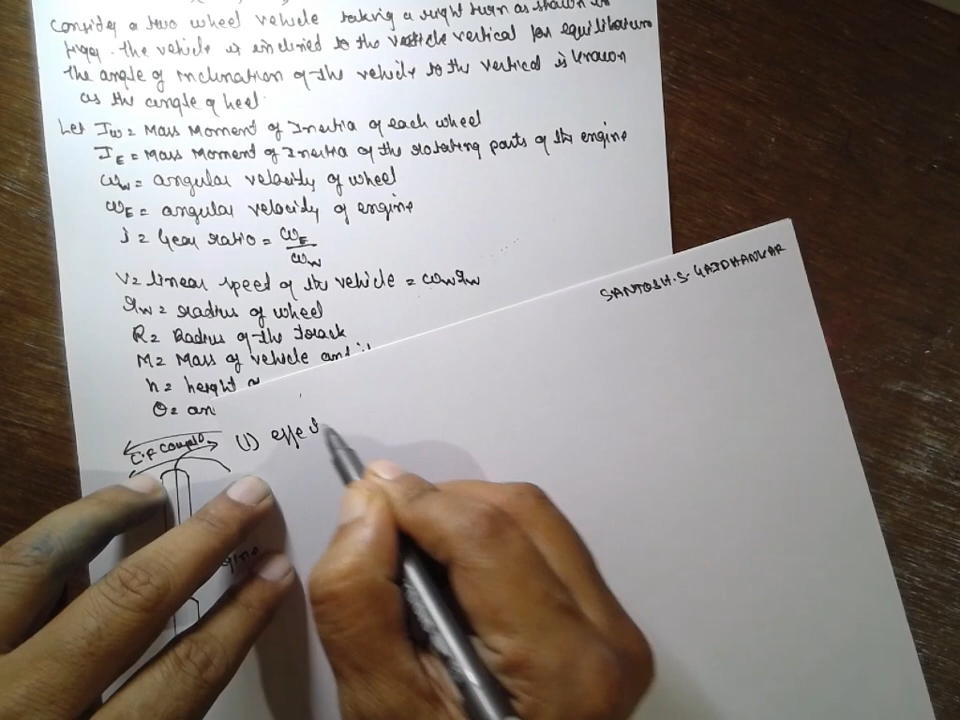 Consider a two wheel vehicle taking a right turn as shown in
The vehicle is inclined to the vertical for equilibrium
The angle of inclination of the vehicle to the vertical is known
as the angle of heel.
Let Iw = Mass Moment of Inertia of each wheel
IE = Mass Moment of Inertia of the rotating parts of the engine
ωw = angular velocity of wheel
ωE = angular velocity of engine
G = Gear ratio = ωE
ωw
V = linear speed of the vehicle = ωw rw
rw = radius of wheel
R = Radius of the Track
M = Mass of vehicle and
h = height
θ = an
SANTOSH.S.GAIDHANKAR
C.F Couple
(1) effe